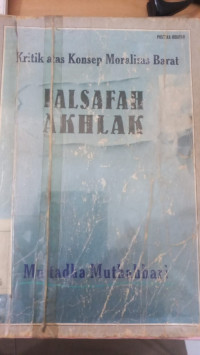 Kritik atas Konsep Moralitas Barat
FALSAFAH
AKHLAK
Murtadha Muthahhari